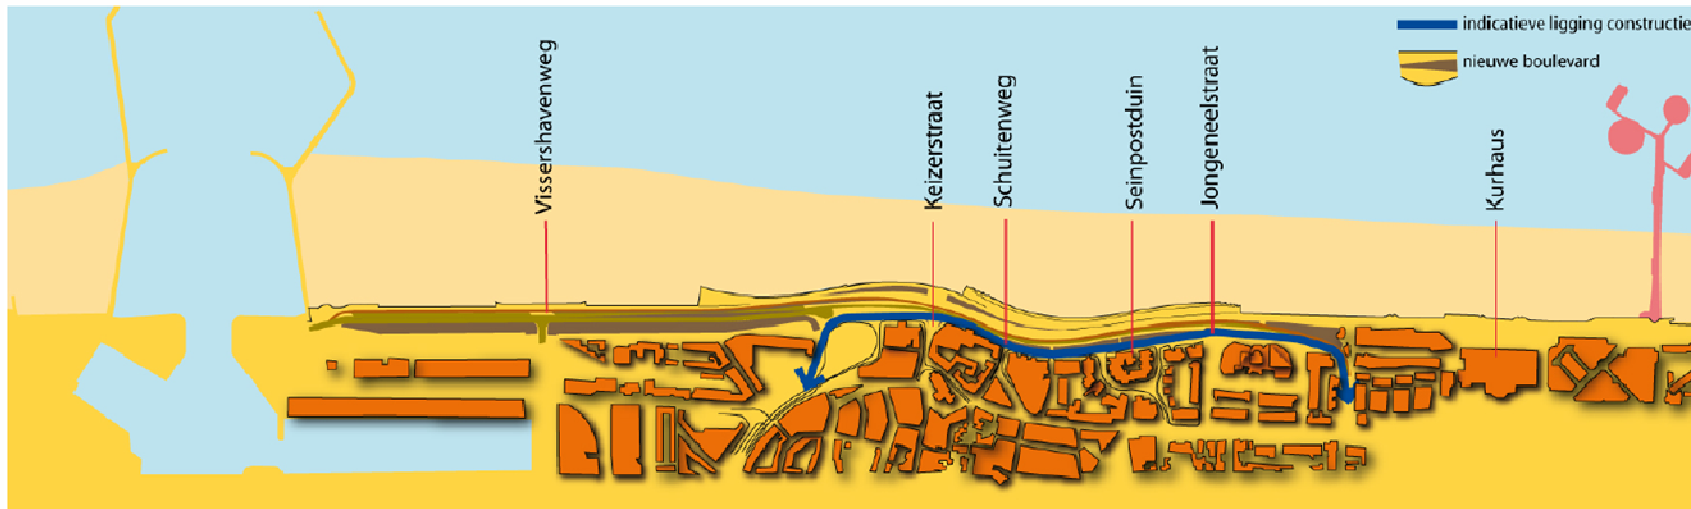 indicatieve ligging constructie
nieuwe boulevard
Vissershavenweg
Keizerstraat
Schuitenweg
Seinpostduin
Jongeneelstraat
Kurhaus